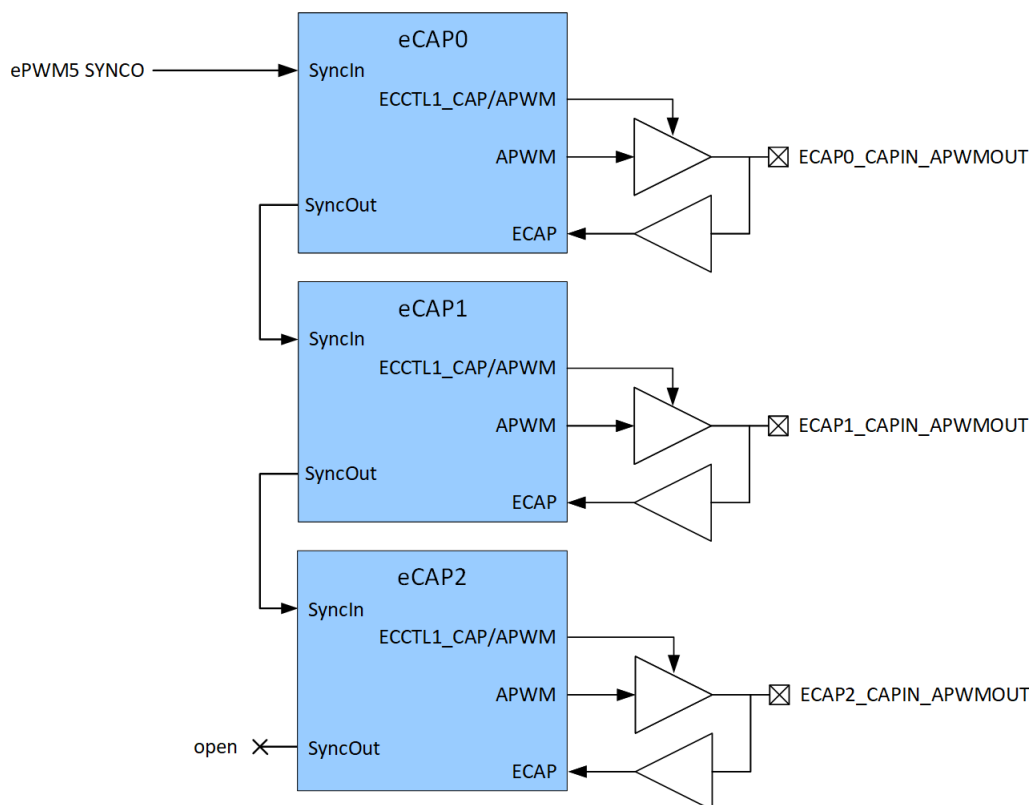 eCAP0
ePWM5 SYNCO
SyncIn
ECCTL1_CAP/APWM
APWM
ECAP0_CAPIN_APWMOUT
SyncOut
ECAP
eCAP1
SyncIn
ECCTL1_CAP/APWM
APWM
ECAP1_CAPIN_APWMOUT
SyncOut
ECAP
eCAP2
SyncIn
ECCTL1_CAP/APWM
APWM
ECAP2_CAPIN_APWMOUT
open
SyncOut
ECAP